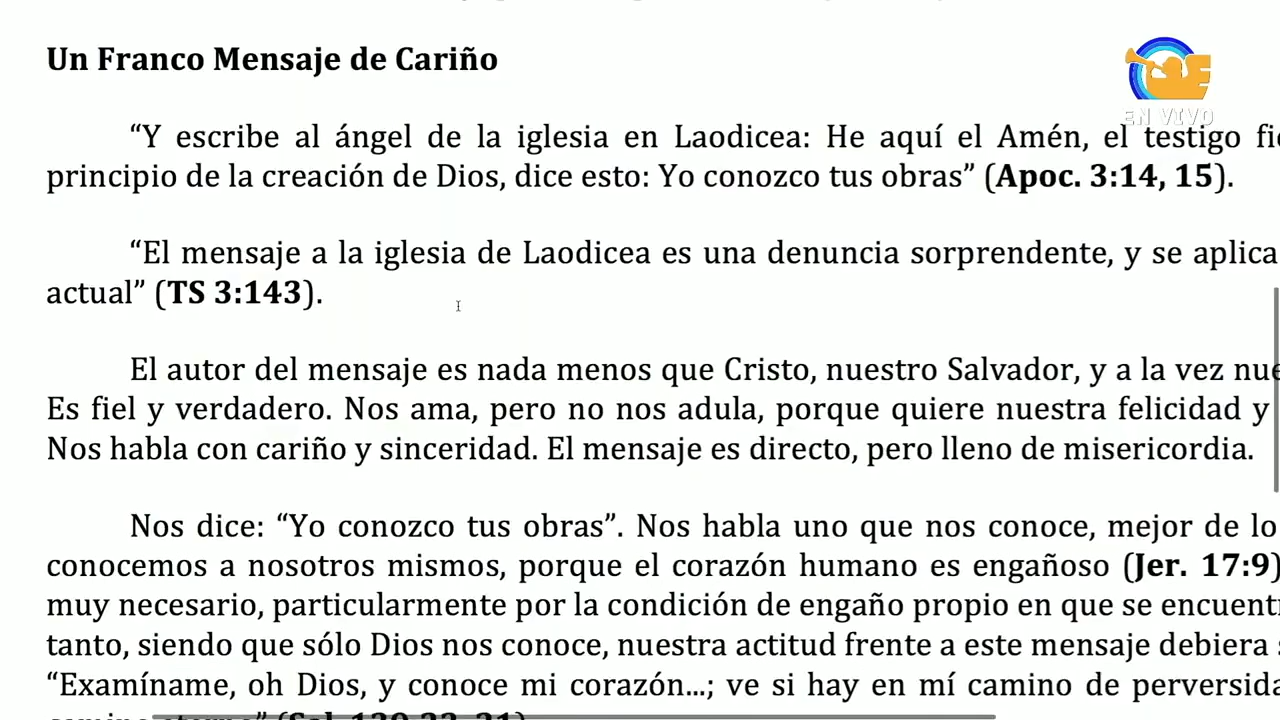 Un Franco Mensaje de Cariño
EN VIVO
“Y escribe al ángel de la iglesia en Laodicea: He aquí el Amén, el testigo
principio de la creación de Dios, dice esto: Yo conozco tus obras” (Apoc. 3:14, 15).
“El mensaje a la iglesia de Laodicea es una denuncia sorprendente, y se aplica
actual” (TS 3:143).
El autor del mensaje es nada menos que Cristo, nuestro Salvador, y a la vez
Es fiel y verdadero. Nos ama, pero no nos adula, porque quiere nuestra felicidad y
Nos habla con cariño y sinceridad. El mensaje es directo, pero lleno de misericordia.
Nos dice: “Yo conozco tus obras”. Nos habla uno que nos conoce, mejor de lo
conocemos a nosotros mismos, porque el corazón humano es engañoso (Jer. 17:9)
muy necesario, particularmente por la condición de engaño propio en que se
tanto, siendo que sólo Dios nos conoce, nuestra actitud frente a este mensaje debiera
“Examíname, oh Dios, y conoce mi corazón...; ve si hay en mí camino de